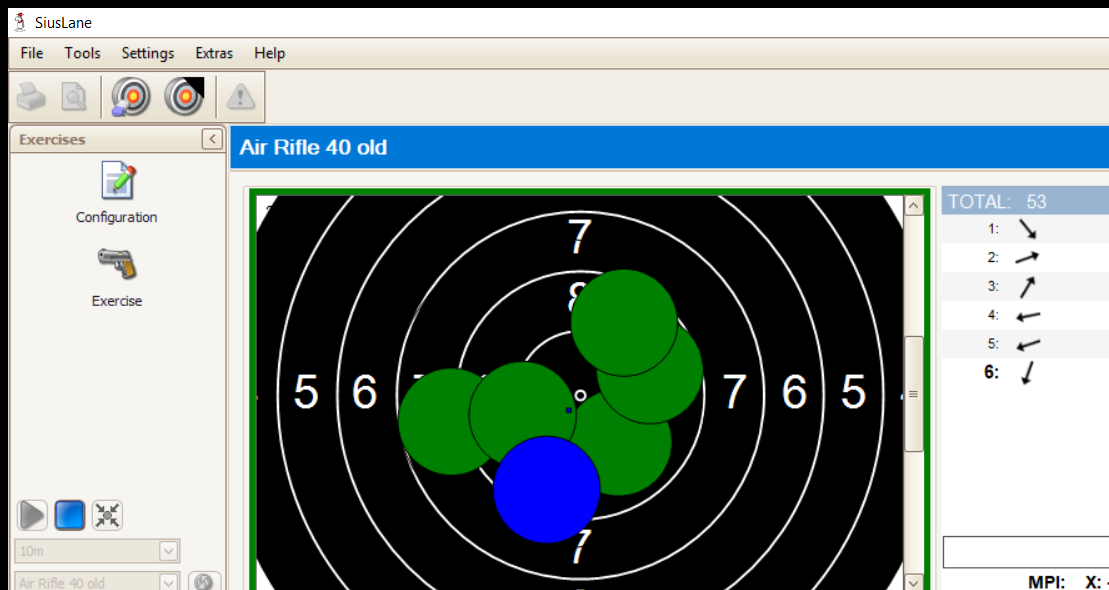 SiusLane
File Tools Settings Extras Help
Exercises
Air Rifle 40 old
Configuration
Exercise
10m
Air Rifle 40 old
7
8
5 6 7 6 5
7
TOTAL: 53
1:
2:
3:
4:
5:
6:
MPI: X: -